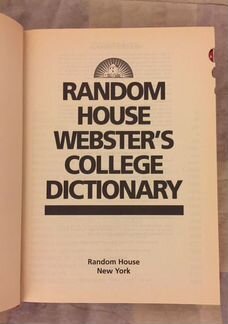 RANDOM
HOUSE
WEBSTER'S
COLLEGE
DICTIONARY
Random House
New York